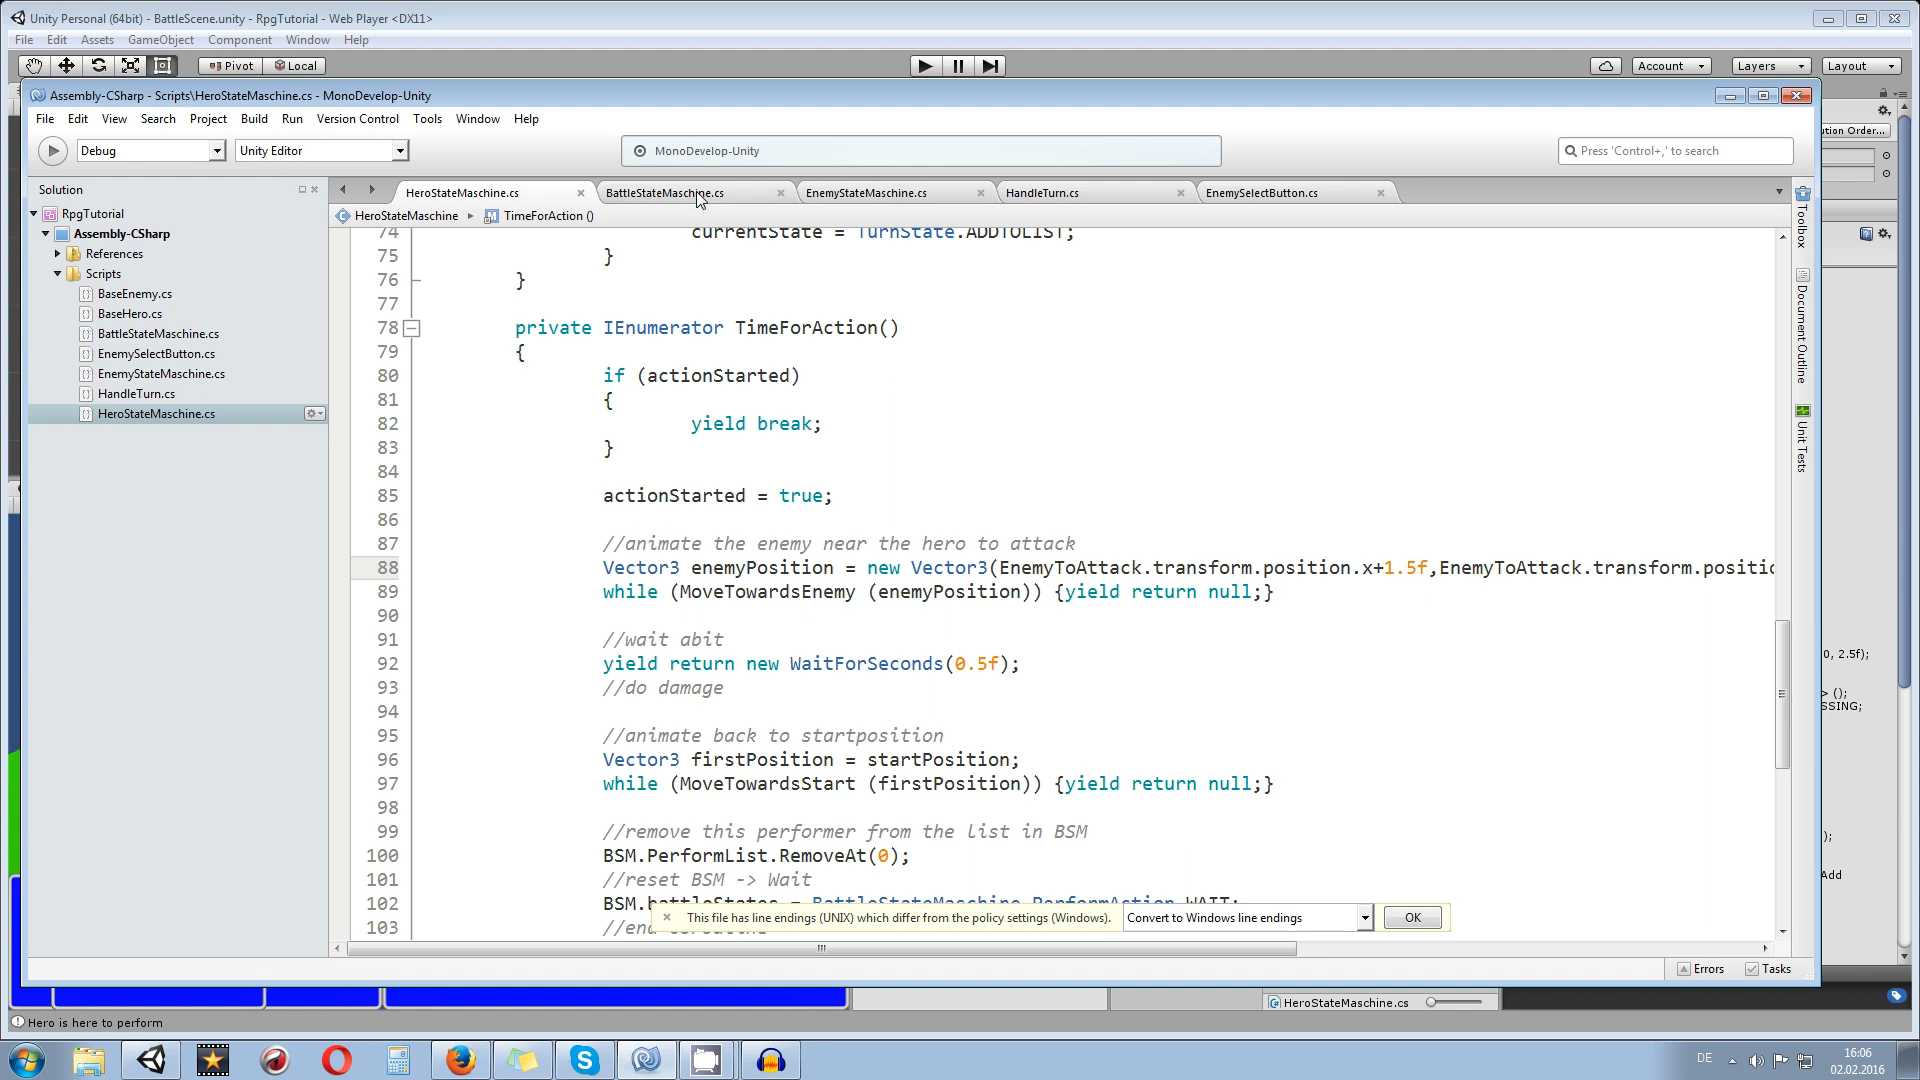 Unity Personal (64bit) - BattleScene.unity - RpgTutorial - Web Player <DX11>
File Edit Assets GameObject Component Window Help
Pivot Local Account Layers Layout
Assembly-CSharp - Scripts\HeroStateMaschine.cs - MonoDevelop-Unity
File Edit View Search Project Build Run Version Control Tools Window Help
ution Order...
Debug Unity Editor MonoDevelop-Unity Press 'Control+,' to search
Solution
HeroStateMaschine.cs BattleStateMaschine.cs EnemyStateMaschine.cs HandleTurn.cs EnemySelectButton.cs
HeroStateMaschine TimeForAction ()
RpgTutorial
Assembly-CSharp
References
Scripts
BaseEnemy.cs
BaseHero.cs
BattleStateMaschine.cs
EnemySelectButton.cs
EnemyStateMaschine.cs
HandleTurn.cs
HeroStateMaschine.cs
74 currentState = TurnState.ADDTOLIST;
75 }
76 }
77
78 private IEnumerator TimeForAction()
79 {
80 if (actionStarted)
81 {
82 yield break;
83 }
84
85 actionStarted = true;
86
87 //animate the enemy near the hero to attack
88 Vector3 enemyPosition = new Vector3(EnemyToAttack.transform.position.x+1.5f,EnemyToAttack.transform.positic
89 while (MoveTowardsEnemy (enemyPosition)) {yield return null;}
90
91 //wait abit
92 yield return new WaitForSeconds(0.5f);
93 //do damage
94
95 //animate back to startposition
96 Vector3 firstPosition = startPosition;
97 while (MoveTowardsStart (firstPosition)) {yield return null;}
98
99 //remove this performer from the list in BSM
100 BSM.PerformList.RemoveAt(0);
101 //reset BSM -> Wait
102 BSM.battleStates = BattleStateMaschine.PerformAction.WAIT;
103 //end coroutine
This file has line endings (UNIX) which differ from the policy settings (Windows). Convert to Windows line endings OK
Toolbox
Document Outline
Unit Tests
0, 2.5f);
> ();
SSING;
);
Add
Errors Tasks
HeroStateMaschine.cs
Hero is here to perform
DE
16:06
02.02.2016